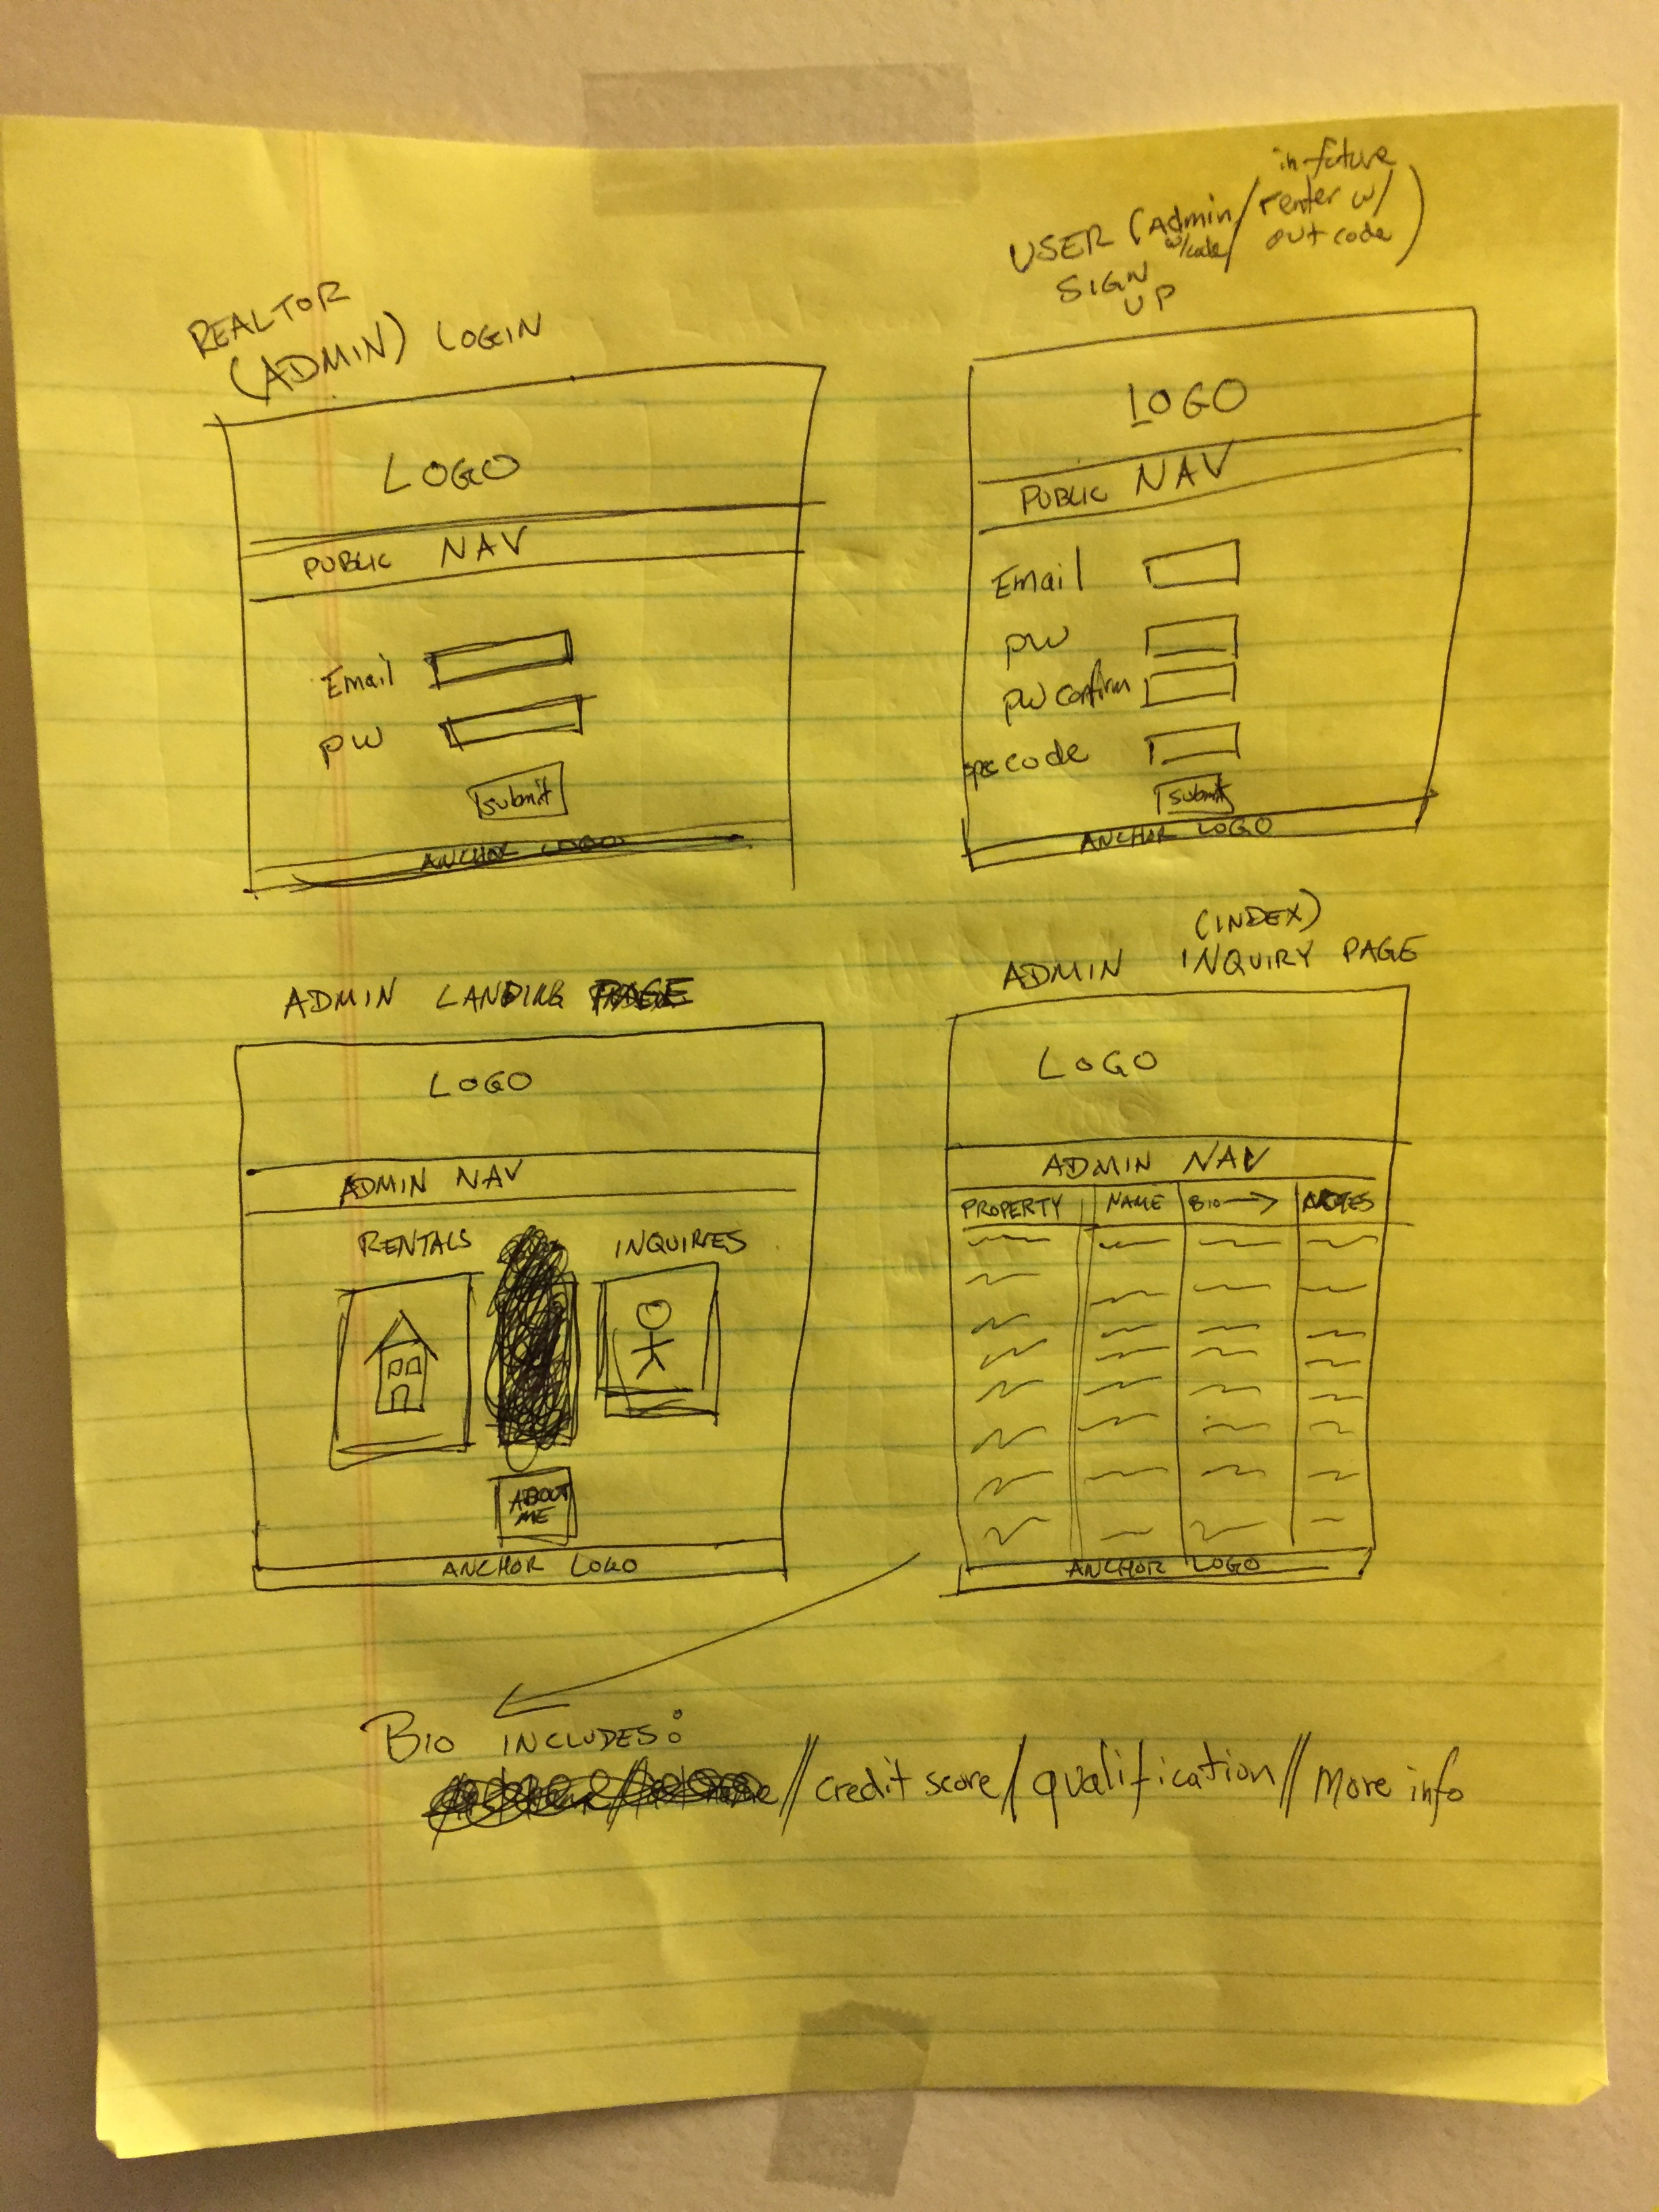 REALTOR
(ADMIN) LOGIN
LOGO
PUBLIC NAV
Email
PW
Submit
ANCHOR LOGO
USER (Admin w/code / in future renter w/ out code)
SIGN
UP
LOGO
PUBLIC NAV
Email
PW
PW confirm
spec code
Submit
ANCHOR LOGO
ADMIN LANDING PAGE
LOGO
ADMIN NAV
RENTALS INQUIRIES
ABOUT
ME
ANCHOR LOGO
(INDEX)
ADMIN INQUIRY PAGE
LOGO
ADMIN NAV
PROPERTY NAME BIO → NOTES
ANCHOR LOGO
BIO INCLUDES:
// credit score / qualification // More info